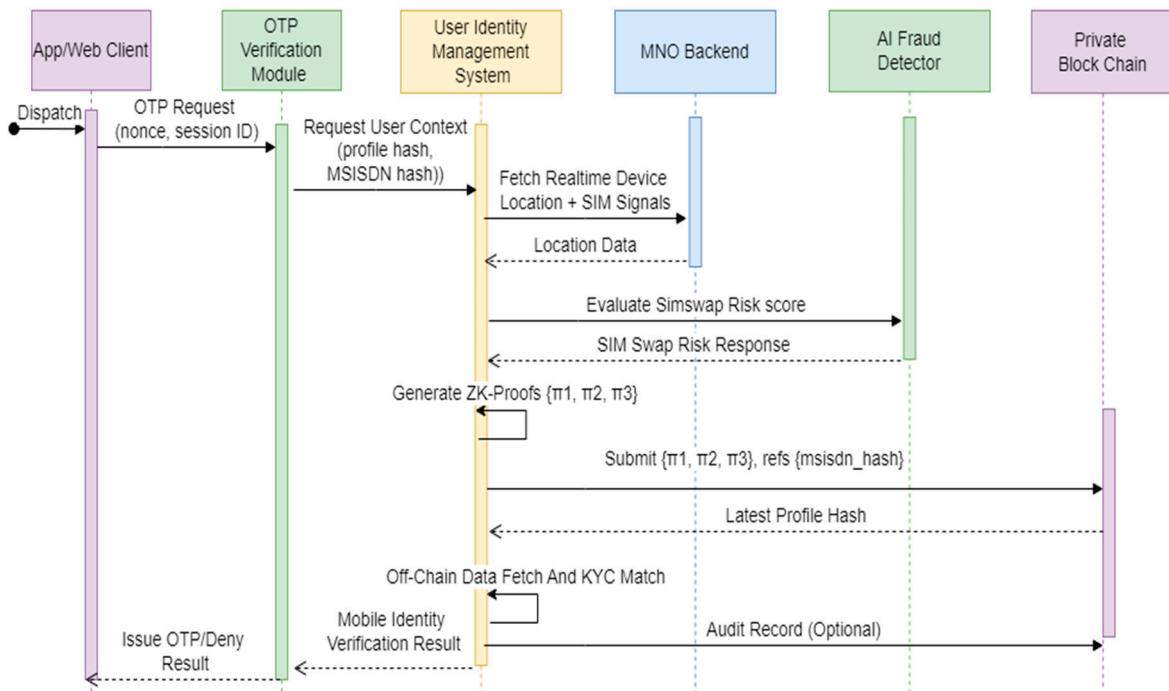 App/Web Client
OTP
Verification
Module
User Identity
Management
System
MNO Backend
AI Fraud
Detector
Private
Block Chain
Dispatch
OTP Request
(nonce, session ID)
Request User Context
(profile hash,
MSISDN hash))
Fetch Realtime Device
Location + SIM Signals
Location Data
Evaluate Simswap Risk score
SIM Swap Risk Response
Generate ZK-Proofs {π1, π2, π3}
Submit {π1, π2, π3}, refs {msisdn_hash}
Latest Profile Hash
Off-Chain Data Fetch And KYC Match
Mobile Identity
Verification Result
Audit Record (Optional)
Issue OTP/Deny
Result